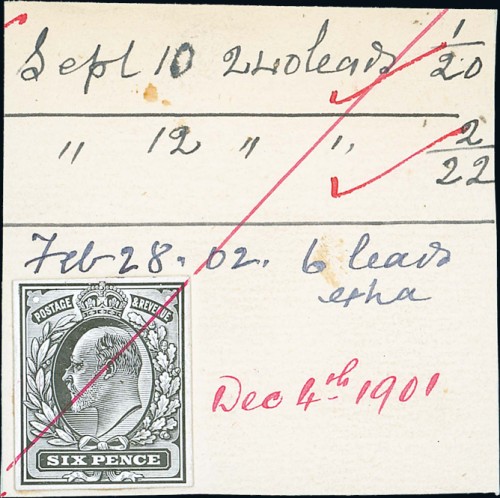 Sept 10 240 leads 1/20
" 12 " " 2/22
Feb 28. 02. 6 leads
extra
POSTAGE & REVENUE
Dec 4th 1901
SIX PENCE